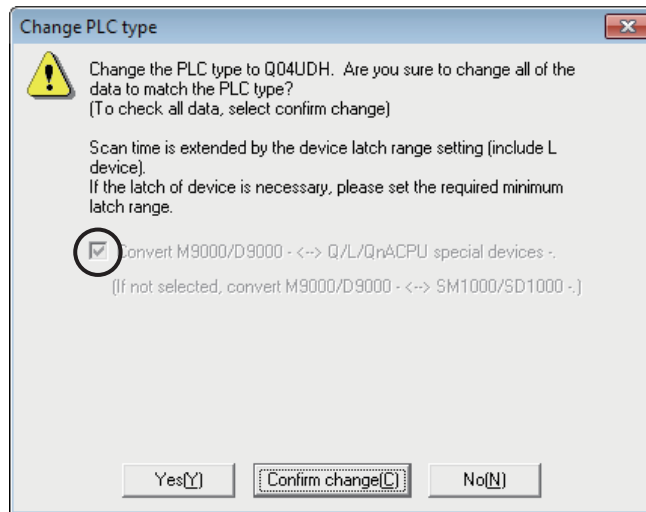 Change PLC type
Change the PLC type to Q04UDH. Are you sure to change all of the
data to match the PLC type?
(To check all data, select confirm change)
Scan time is extended by the device latch range setting (include L
device).
If the latch of device is necessary, please set the required minimum
latch range.
Convert M9000/D9000 - <--> Q/L/QnACPU special devices -.
(If not selected, convert M9000/D9000 - <--> SM1000/SD1000 -.)
Yes(Y) Confirm change(C) No(N)